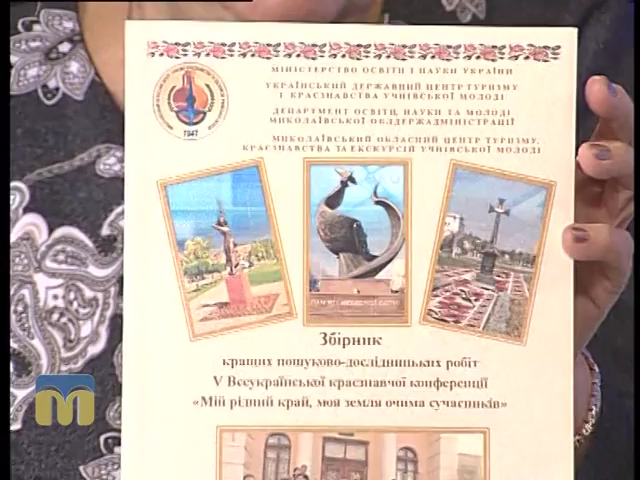 МІНІСТЕРСТВО ОСВІТИ І НАУКИ УКРАЇНИ
УКРАЇНСЬКИЙ ДЕРЖАВНИЙ ЦЕНТР ТУРИЗМУ
І КРАЄЗНАВСТВА УЧНІВСЬКОЇ МОЛОДІ
ДЕПАРТАМЕНТ ОСВІТИ, НАУКИ ТА МОЛОДІ
МИКОЛАЇВСЬКОЇ ОБЛДЕРЖАДМІНІСТРАЦІЇ
МИКОЛАЇВСЬКИЙ ОБЛАСНИЙ ЦЕНТР ТУРИЗМУ,
КРАЄЗНАВСТВА ТА ЕКСКУРСІЙ УЧНІВСЬКОЇ МОЛОДІ
1947
Збірник
кращих пошуково-дослідницьких робіт
V Всеукраїнської краєзнавчої конференції
«Мій рідний край, моя земля очима сучасників»
М